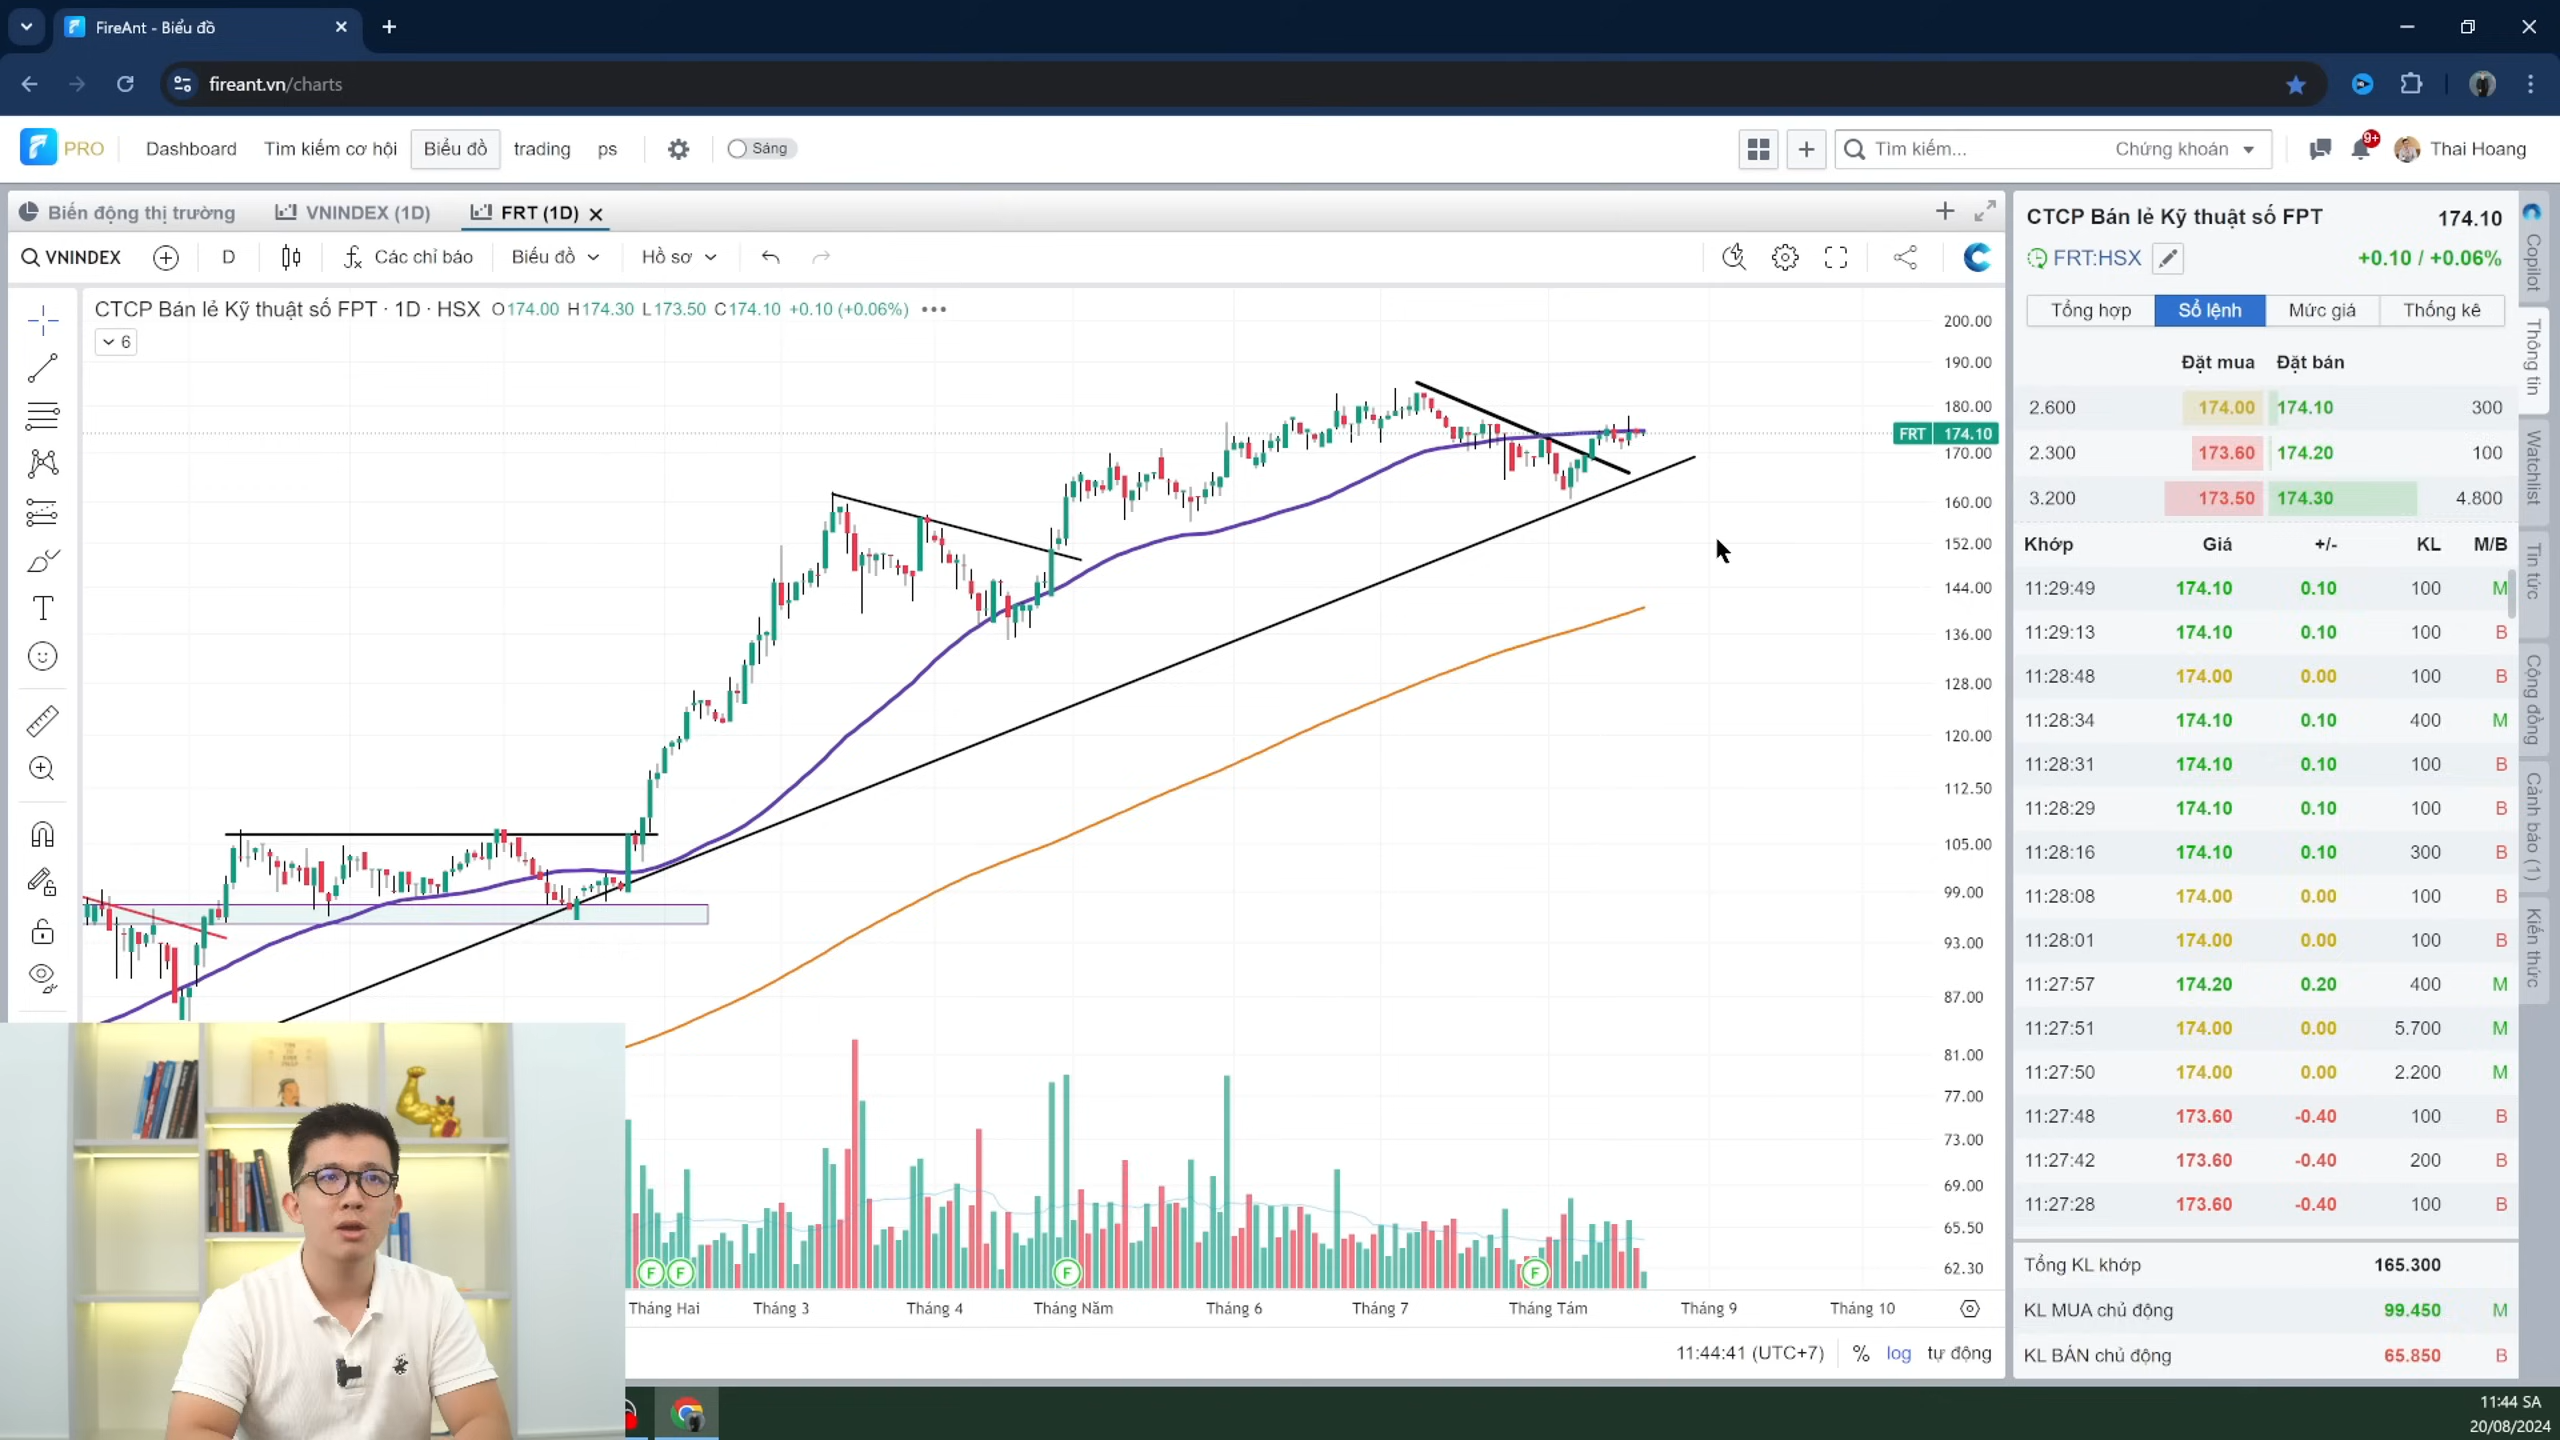 FireAnt - Biểu đồ
fireant.vn/charts
PRO Dashboard Tìm kiếm cơ hội Biểu đồ trading ps Sáng Tìm kiếm... Chứng khoán 9+ Thai Hoang
Biến động thị trường VNINDEX (1D) FRT (1D)
VNINDEX D Các chỉ báo Biểu đồ Hồ sơ
CTCP Bán lẻ Kỹ thuật số FPT · 1D · HSX O174.00 H174.30 L173.50 C174.10 +0.10 (+0.06%)
6
200.00
190.00
180.00
FRT 174.10
170.00
160.00
152.00
144.00
136.00
128.00
120.00
112.50
105.00
99.00
93.00
87.00
81.00
77.00
73.00
69.00
65.50
62.30
F F F F
Tháng Hai Tháng 3 Tháng 4 Tháng Năm Tháng 6 Tháng 7 Tháng Tám Tháng 9 Tháng 10
11:44:41 (UTC+7) % log tự động
CTCP Bán lẻ Kỹ thuật số FPT 174.10
FRT:HSX +0.10 / +0.06%
Tổng hợp Sổ lệnh Mức giá Thống kê
Đặt mua Đặt bán
2.600 174.00 174.10 300
2.300 173.60 174.20 100
3.200 173.50 174.30 4.800
Khớp Giá +/- KL M/B
11:29:49 174.10 0.10 100 M
11:29:13 174.10 0.10 100 B
11:28:48 174.00 0.00 100 B
11:28:34 174.10 0.10 400 M
11:28:31 174.10 0.10 100 B
11:28:29 174.10 0.10 100 B
11:28:16 174.10 0.10 300 B
11:28:08 174.00 0.00 100 B
11:28:01 174.00 0.00 100 B
11:27:57 174.20 0.20 400 M
11:27:51 174.00 0.00 5.700 M
11:27:50 174.00 0.00 2.200 M
11:27:48 173.60 -0.40 100 B
11:27:42 173.60 -0.40 200 B
11:27:28 173.60 -0.40 100 B
Tổng KL khớp 165.300
KL MUA chủ động 99.450 M
KL BÁN chủ động 65.850 B
Copilot
Thông tin
Watchlist
Tin tức
Cộng đồng
Cảnh báo (1)
Kiến thức
11:44 SA
20/08/2024